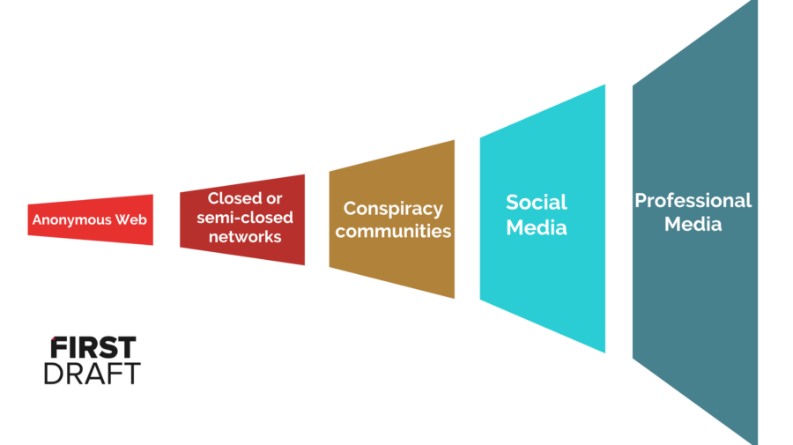 Anonymous Web
Closed or
semi-closed
networks
Conspiracy
communities
Social
Media
Professional
Media
FIRST
DRAFT